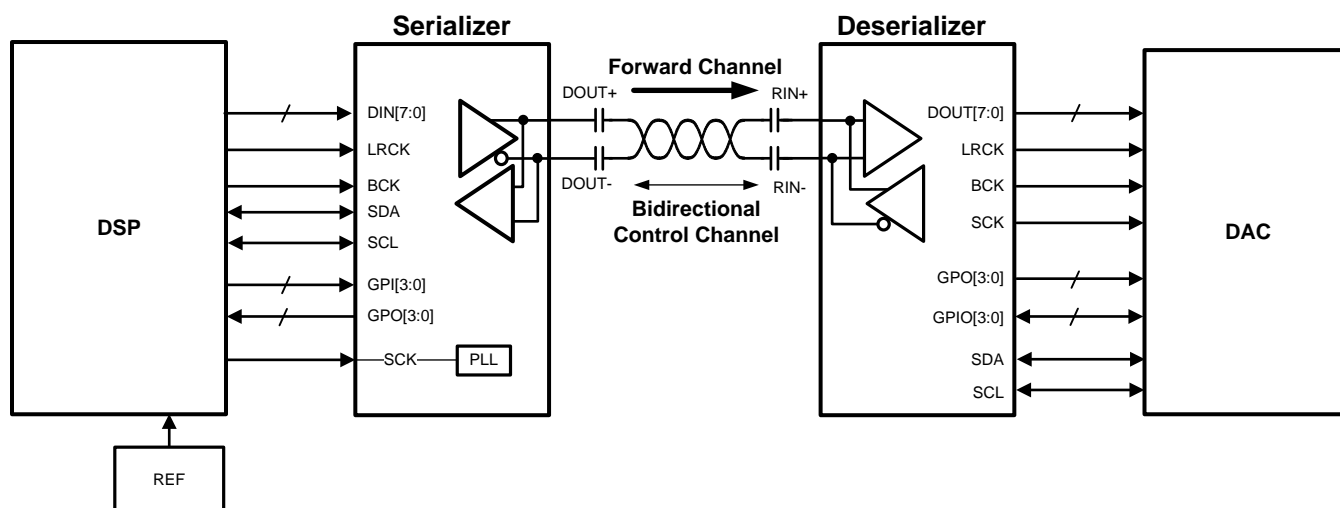 Serializer
Deserializer
DSP
DIN[7:0]
LRCK
BCK
SDA
SCL
GPI[3:0]
GPO[3:0]
SCK
PLL
REF
DOUT+
DOUT-
Forward Channel
Bidirectional
Control Channel
RIN+
RIN-
DOUT[7:0]
LRCK
BCK
SCK
GPO[3:0]
GPIO[3:0]
SDA
SCL
DAC